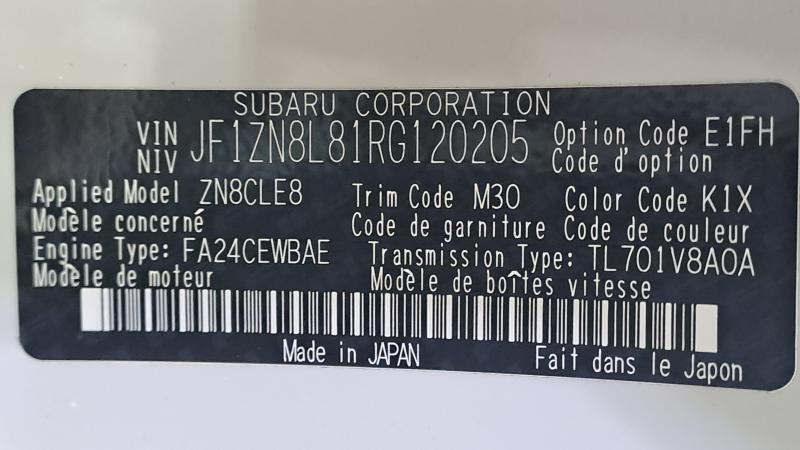 SUBARU CORPORATION
VIN JF1ZN8L81RG120205 Option Code E1FH
NIV Code d'option
Applied Model ZN8CLE8 Trim Code M30 Color Code K1X
Modèle concerné Code de garniture Code de couleur
Engine Type: FA24CEWBAE Transmission Type: TL701V8A0A
Modèle de moteur Modèle de boîtes vitesse
Made in JAPAN Fait dans le Japon